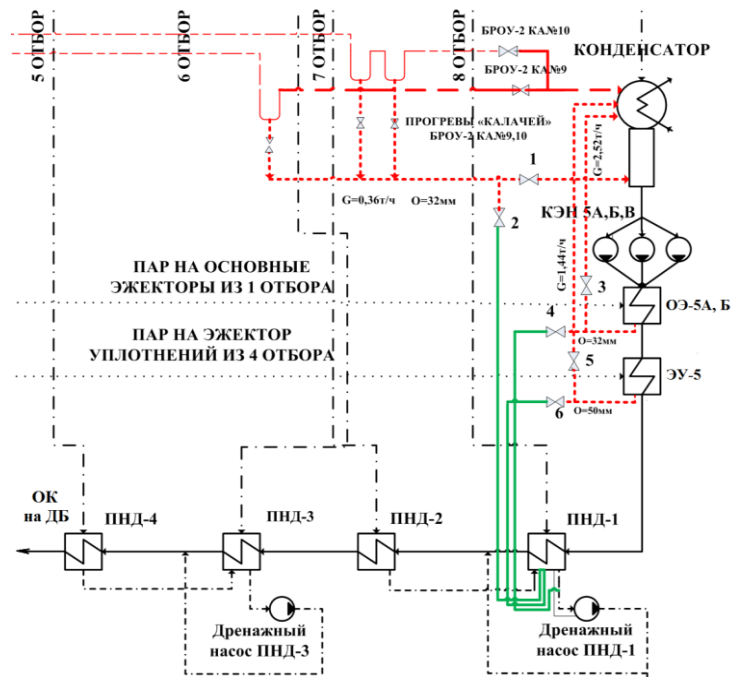 5 ОТБОР
6 ОТБОР
7 ОТБОР
8 ОТБОР
БРОУ-2 КА№10
КОНДЕНСАТОР
БРОУ-2 КА№9
ПРОГРЕВЫ «КАЛАЧЕЙ»
БРОУ-2 КА№9,10
G=2,52т/ч
1
G=0,36т/ч
O=32мм
2
КЭН 5А,Б,В
G=1,44т/ч
ПАР НА ОСНОВНЫЕ
ЭЖЕКТОРЫ ИЗ 1 ОТБОРА
3
ОЭ-5А, Б
4
O=32мм
ПАР НА ЭЖЕКТОР
УПЛОТНЕНИЙ ИЗ 4 ОТБОРА
5
ЭУ-5
6
O=50мм
ОК
на ДБ
ПНД-4
ПНД-3
ПНД-2
ПНД-1
Дренажный
насос ПНД-3
Дренажный
насос ПНД-1